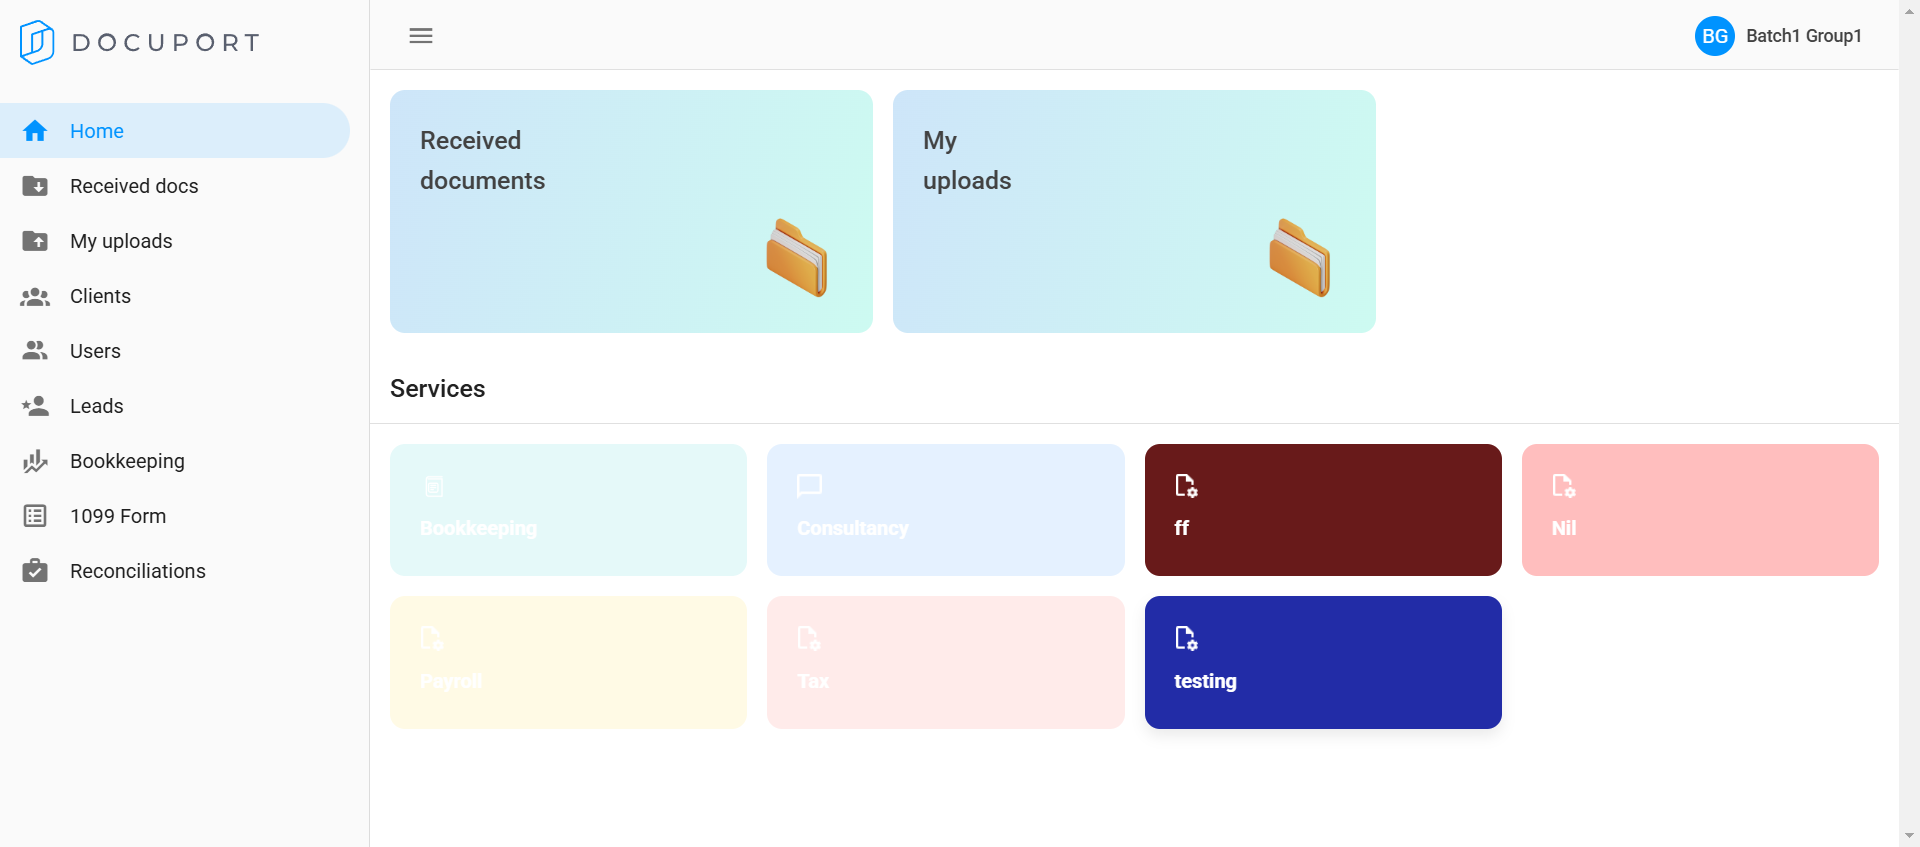 DOCUPORT
BG
Batch1 Group1
Home
Received docs
My uploads
Clients
Users
Leads
Bookkeeping
1099 Form
Reconciliations
Received
documents
My
uploads
Services
Bookkeeping
Consultancy
ff
Nil
Payroll
Tax
testing